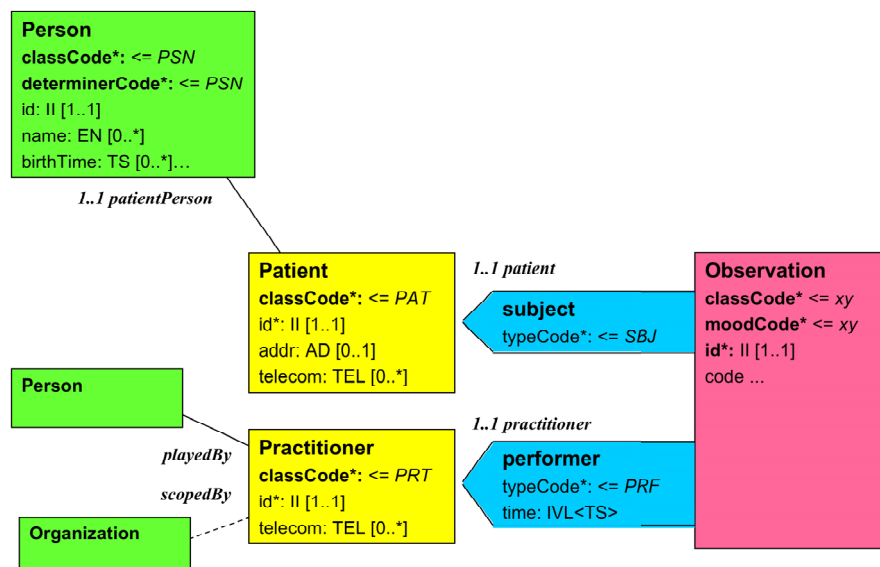 Person
classCode*: <= PSN
determinerCode*: <= PSN
id: II [1..1]
name: EN [0..*]
birthTime: TS [0..*]...
1..1 patientPerson
Patient
classCode*: <= PAT
id*: II [1..1]
addr: AD [0..1]
telecom: TEL [0..*]
1..1 patient
subject
typeCode*: <= SBJ
Observation
classCode* <= xy
moodCode* <= xy
id*: II [1..1]
code ...
Person
playedBy
scopedBy
Organization
Practitioner
classCode*: <= PRT
id*: II [1..1]
telecom: TEL [0..*]
1..1 practitioner
performer
typeCode*: <= PRF
time: IVL<TS>